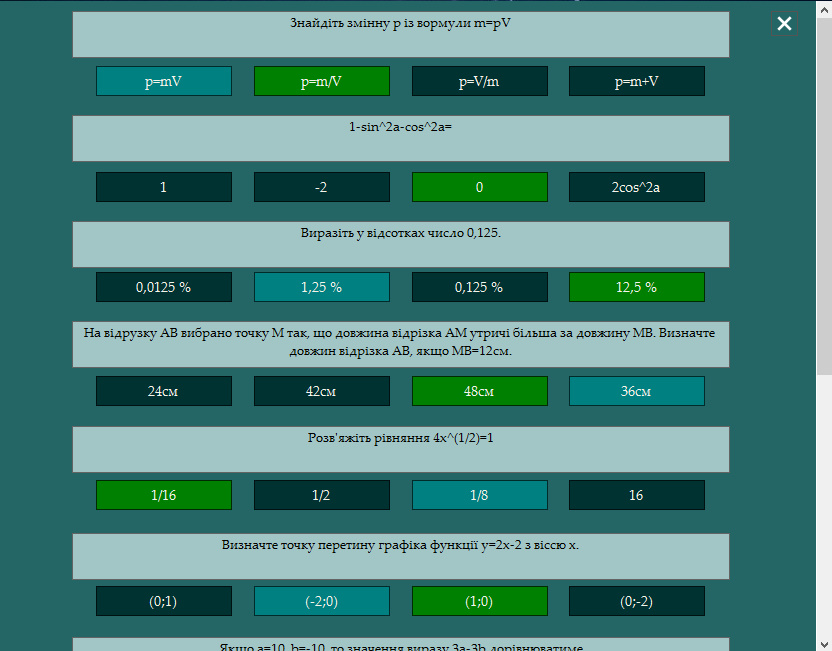 Знайдіть змінну p із вормули m=pV
p=mV p=m/V p=V/m p=m+V
1-sin^2a-cos^2a=
1 -2 0 2cos^2a
Виразіть у відсотках число 0,125.
0,0125 % 1,25 % 0,125 % 12,5 %
На відрузку AB вибрано точку M так, що довжина відрізка AM утричі більша за довжину MB. Визначте
довжин відрізка AB, якщо MB=12см.
24см 42см 48см 36см
Розв'яжіть рівняння 4x^(1/2)=1
1/16 1/2 1/8 16
Визначте точку перетину графіка функції y=2x-2 з віссю x.
(0;1) (-2;0) (1;0) (0;-2)
Якщо a=10, b=-10, то значення виразу 3a-3b дорівнюватиме